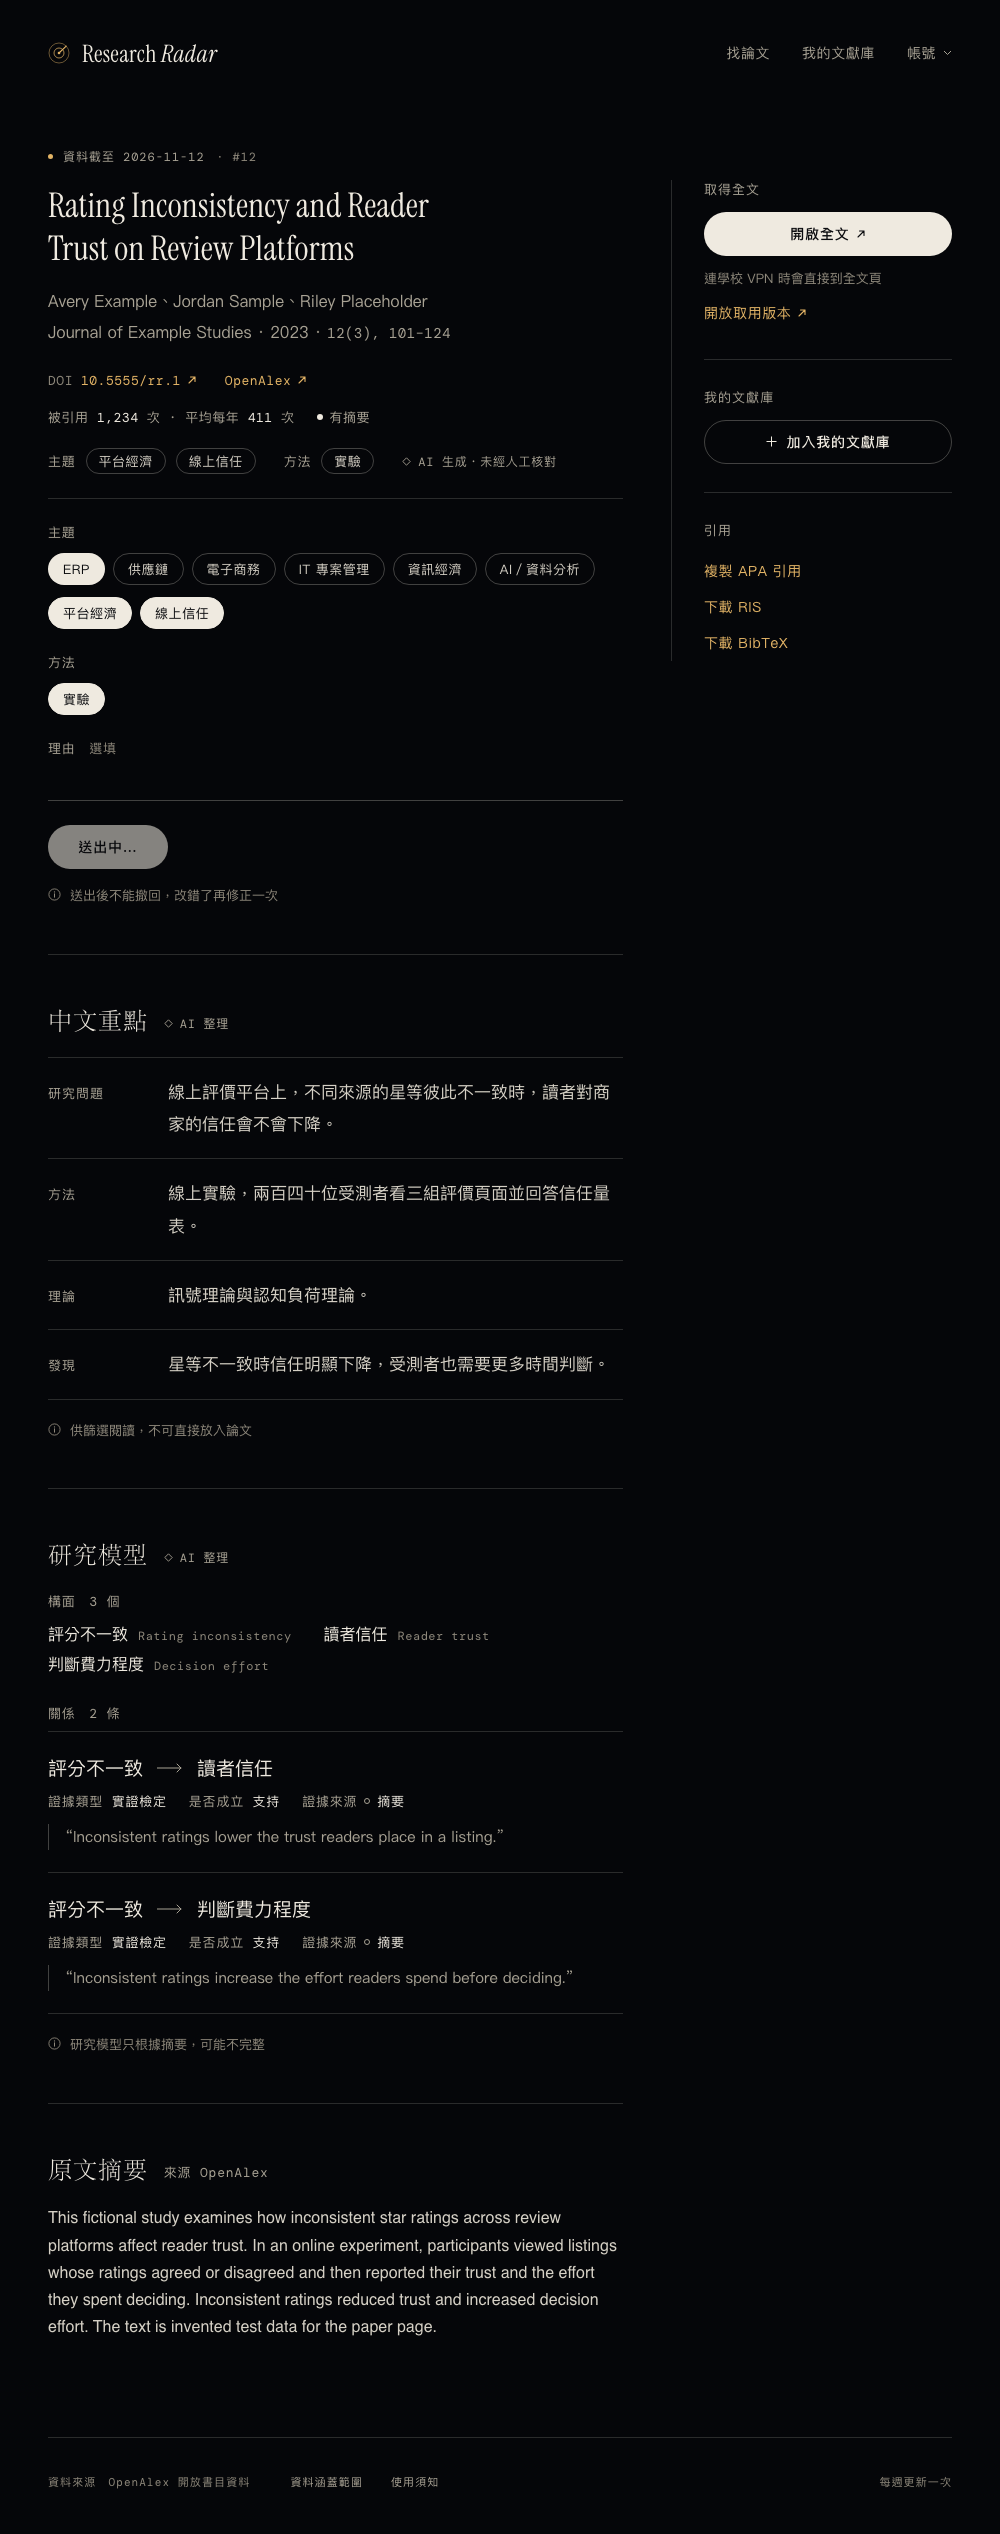 Research Radar
找論文 我的文獻庫 帳號
資料截至 2026-11-12 · #12
Rating Inconsistency and Reader
Trust on Review Platforms
Avery Example、Jordan Sample、Riley Placeholder
Journal of Example Studies · 2023 · 12(3), 101-124
DOI 10.5555/rr.1 ↗ OpenAlex ↗
被引用 1,234 次 · 平均每年 411 次 有摘要
主題 平台經濟 線上信任 方法 實驗 ◇ AI 生成·未經人工核對
主題
ERP 供應鏈 電子商務 IT 專案管理 資訊經濟 AI / 資料分析
平台經濟 線上信任
方法
實驗
理由 選填
送出中…
送出後不能撤回，改錯了再修正一次
取得全文
開啟全文 ↗
連學校 VPN 時會直接到全文頁
開放取用版本 ↗
我的文獻庫
＋ 加入我的文獻庫
引用
複製 APA 引用
下載 RIS
下載 BibTeX
中文重點 ◇ AI 整理
研究問題 線上評價平台上，不同來源的星等彼此不一致時，讀者對商
家的信任會不會下降。
方法 線上實驗，兩百四十位受測者看三組評價頁面並回答信任量
表。
理論 訊號理論與認知負荷理論。
發現 星等不一致時信任明顯下降，受測者也需要更多時間判斷。
供篩選閱讀，不可直接放入論文
研究模型 ◇ AI 整理
構面 3 個
評分不一致 Rating inconsistency 讀者信任 Reader trust
判斷費力程度 Decision effort
關係 2 條
評分不一致 → 讀者信任
證據類型 實證檢定 是否成立 支持 證據來源 摘要
“Inconsistent ratings lower the trust readers place in a listing.”
評分不一致 → 判斷費力程度
證據類型 實證檢定 是否成立 支持 證據來源 摘要
“Inconsistent ratings increase the effort readers spend before deciding.”
研究模型只根據摘要，可能不完整
原文摘要 來源 OpenAlex
This fictional study examines how inconsistent star ratings across review
platforms affect reader trust. In an online experiment, participants viewed listings
whose ratings agreed or disagreed and then reported their trust and the effort
they spent deciding. Inconsistent ratings reduced trust and increased decision
effort. The text is invented test data for the paper page.
資料來源 OpenAlex 開放書目資料 資料涵蓋範圍 使用須知 每週更新一次